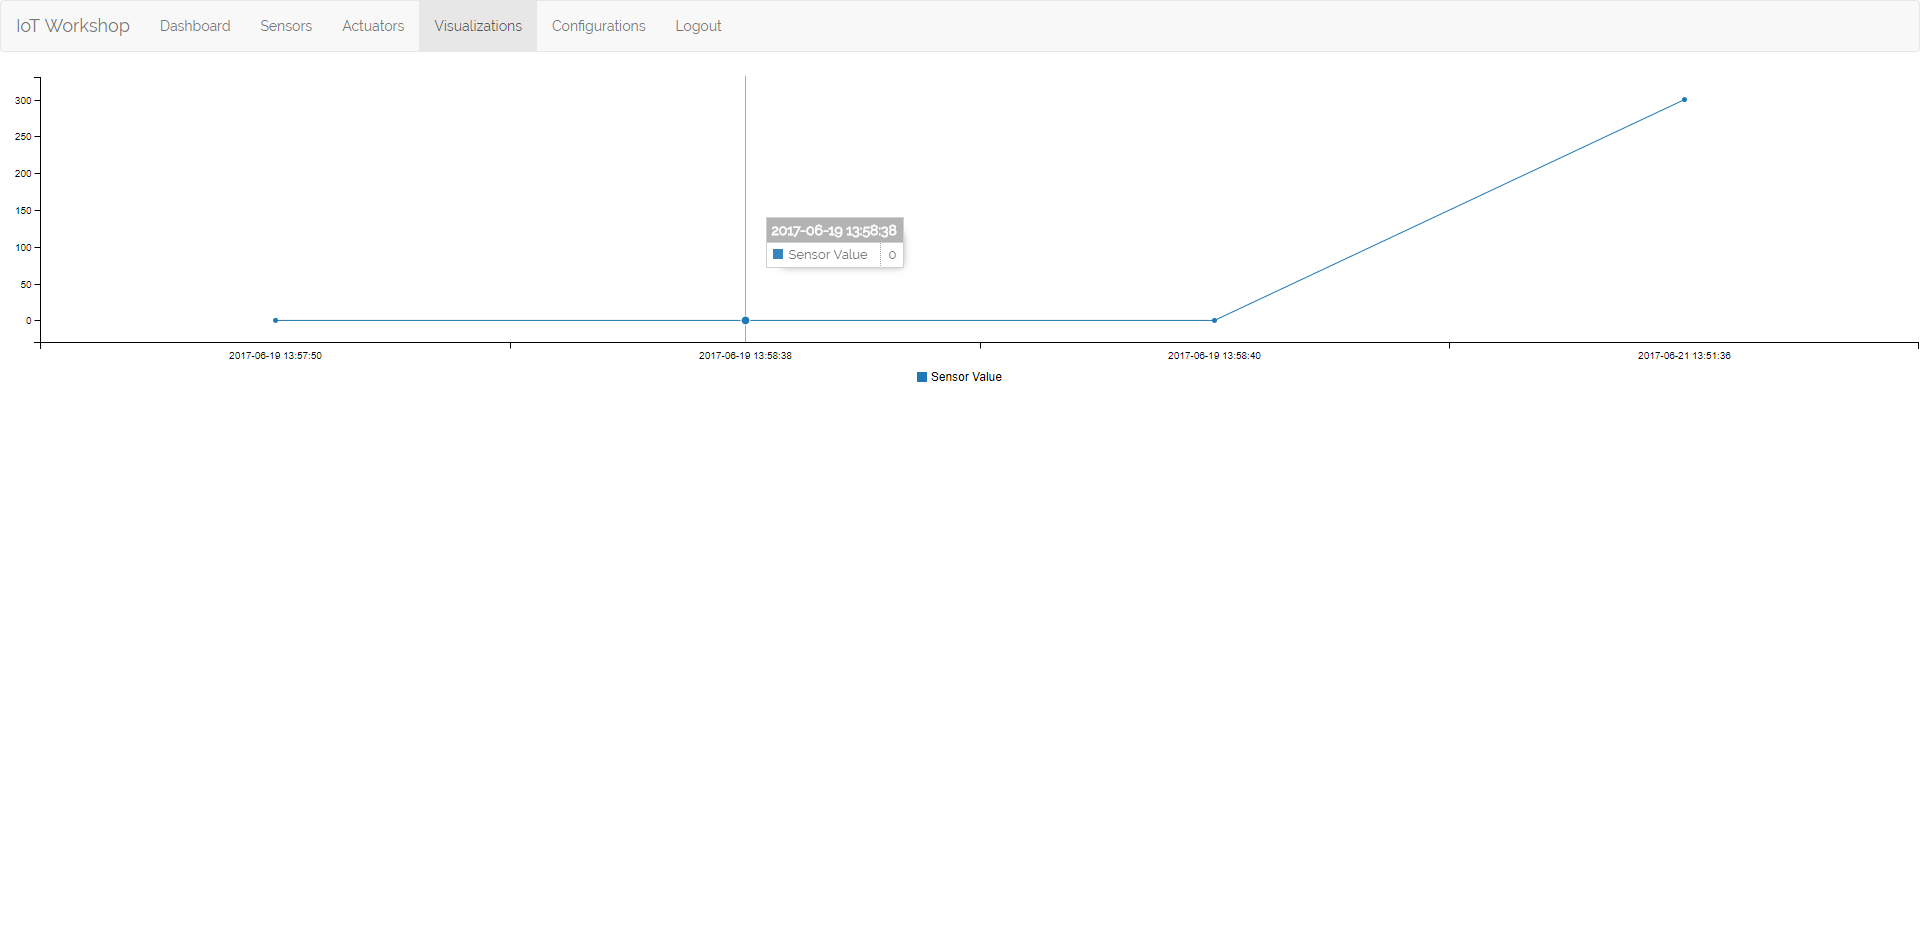 IoT Workshop Dashboard Sensors Actuators Visualizations Configurations Logout
300
250
200
150
100
50
0
2017-06-19 13:58:38
Sensor Value 0
2017-06-19 13:57:50 2017-06-19 13:58:38 2017-06-19 13:58:40 2017-06-21 13:51:36
Sensor Value